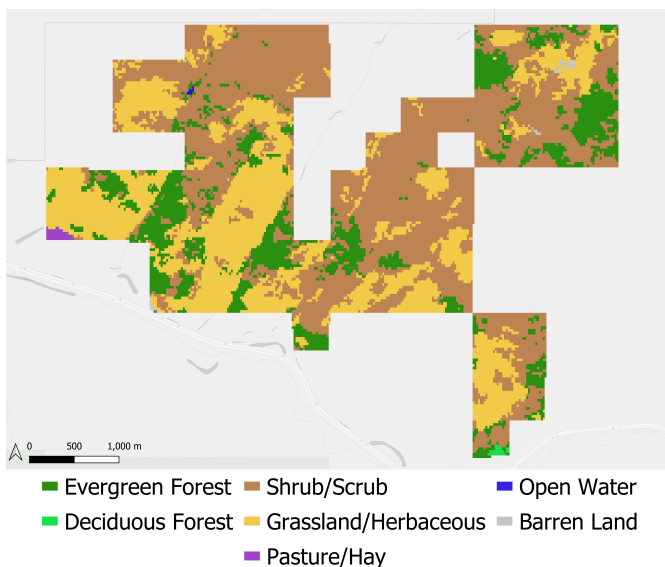 0 500 1,000 m
Evergreen Forest Shrub/Scrub Open Water
Deciduous Forest Grassland/Herbaceous Barren Land
Pasture/Hay